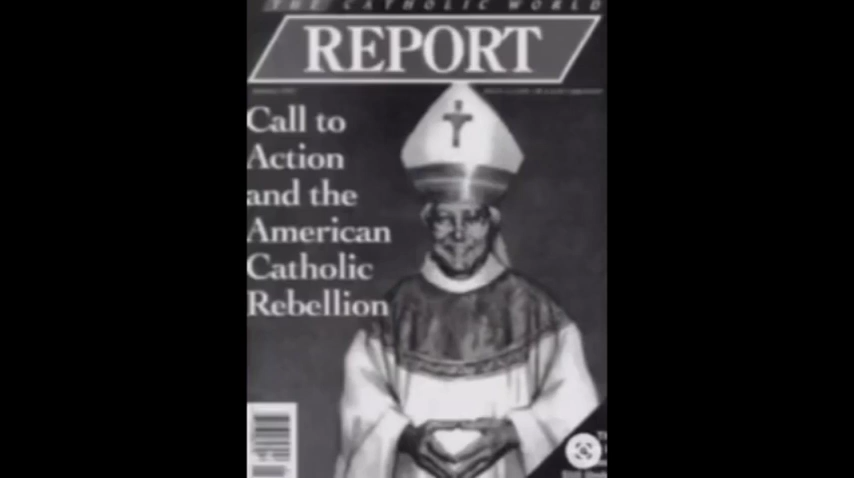 THE CATHOLIC WORLD
REPORT
Call to
Action
and the
American
Catholic
Rebellion